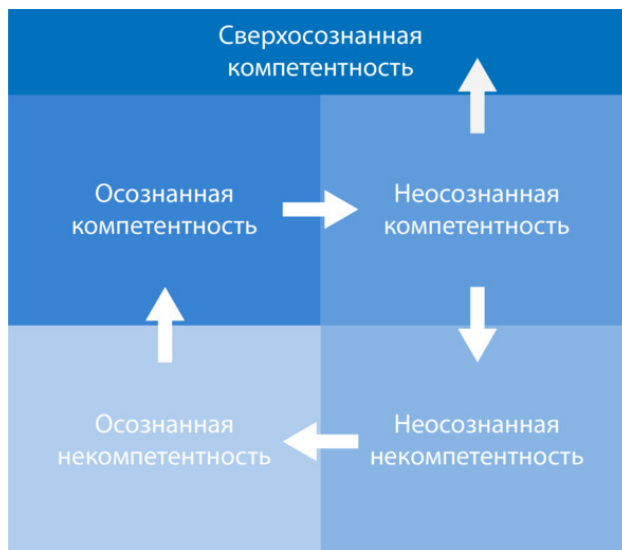 Сверхосознанная
компетентность
Осознанная
компетентность
Неосознанная
компетентность
Осознанная
некомпетентность
Неосознанная
некомпетентность